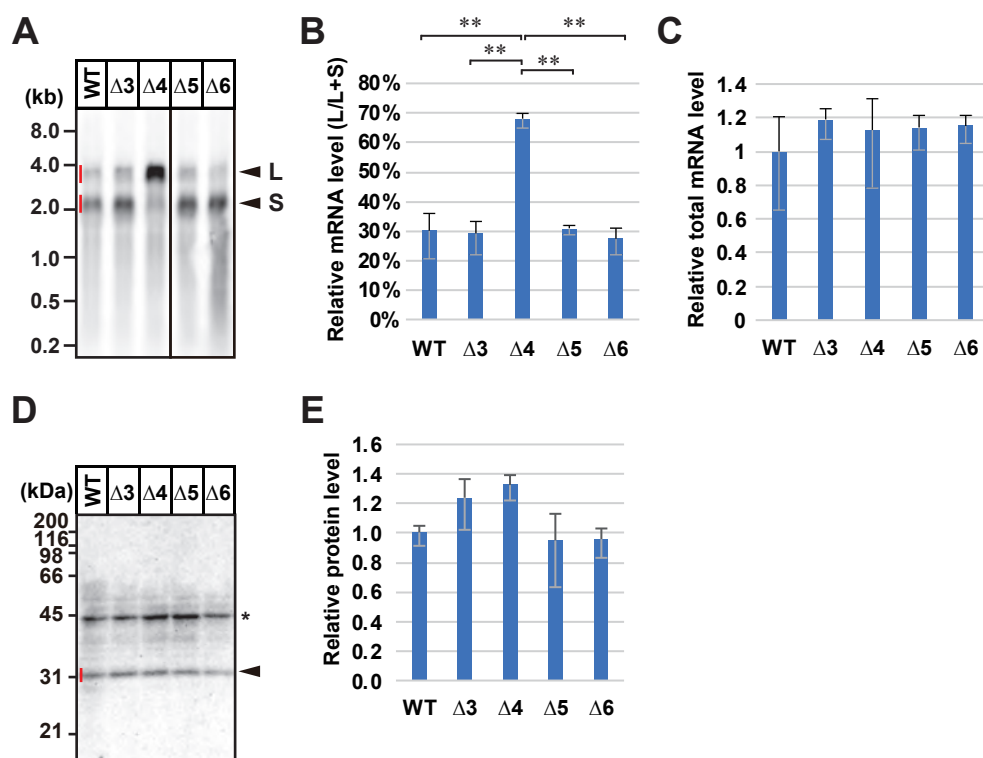 A
(kb)
WT Δ3 Δ4 Δ5 Δ6
8.0
4.0
2.0
1.0
0.5
0.2
L
S
B
** **
**
**
Relative mRNA level (L/L+S)
80%
70%
60%
50%
40%
30%
20%
10%
0%
WT Δ3 Δ4 Δ5 Δ6
C
Relative total mRNA level
1.4
1.2
1
0.8
0.6
0.4
0.2
0
WT Δ3 Δ4 Δ5 Δ6
D
(kDa)
WT Δ3 Δ4 Δ5 Δ6
200
116
98
66
45
31
21
*
E
Relative protein level
1.6
1.4
1.2
1.0
0.8
0.6
0.4
0.2
0.0
WT Δ3 Δ4 Δ5 Δ6